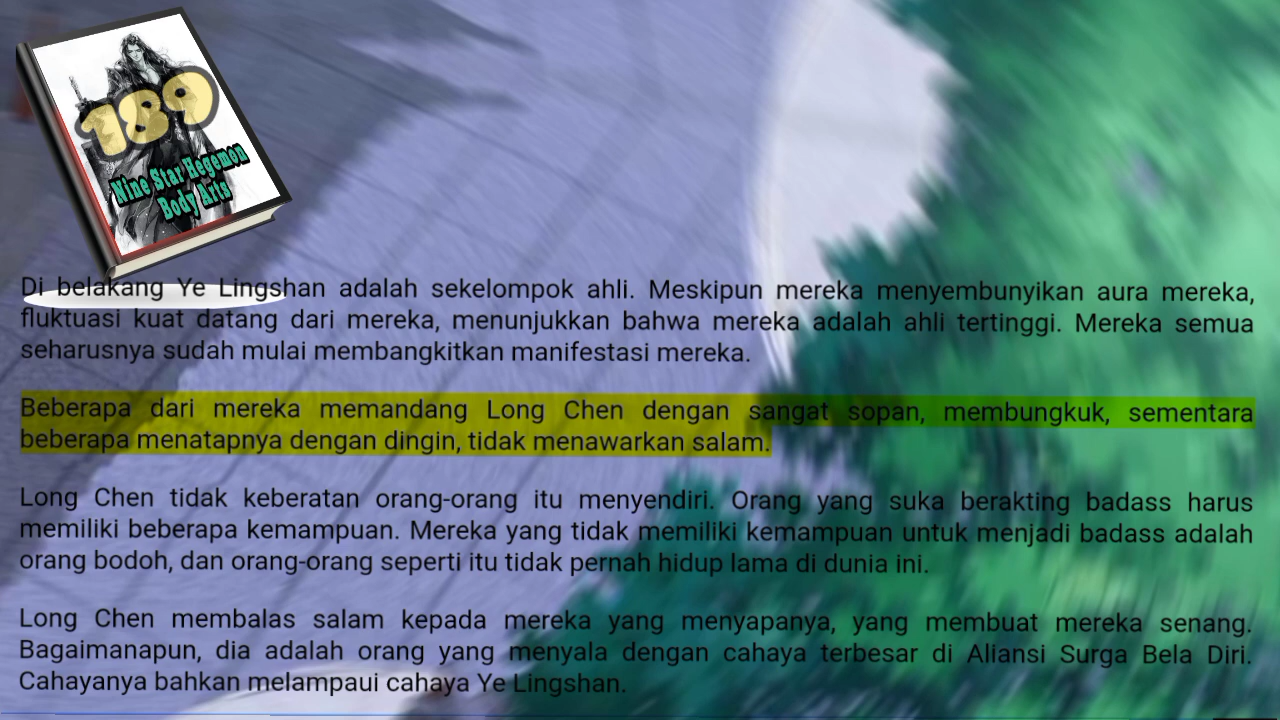 189
Nine Star Hegemon
Body Arts
Di belakang Ye Lingshan adalah sekelompok ahli. Meskipun mereka menyembunyikan aura mereka,
fluktuasi kuat datang dari mereka, menunjukkan bahwa mereka adalah ahli tertinggi. Mereka semua
seharusnya sudah mulai membangkitkan manifestasi mereka.
Beberapa dari mereka memandang Long Chen dengan sangat sopan, membungkuk, sementara
beberapa menatapnya dengan dingin, tidak menawarkan salam.
Long Chen tidak keberatan orang-orang itu menyendiri. Orang yang suka berakting badass harus
memiliki beberapa kemampuan. Mereka yang tidak memiliki kemampuan untuk menjadi badass adalah
orang bodoh, dan orang-orang seperti itu tidak pernah hidup lama di dunia ini.
Long Chen membalas salam kepada mereka yang menyapanya, yang membuat mereka senang.
Bagaimanapun, dia adalah orang yang menyala dengan cahaya terbesar di Aliansi Surga Bela Diri.
Cahayanya bahkan melampaui cahaya Ye Lingshan.